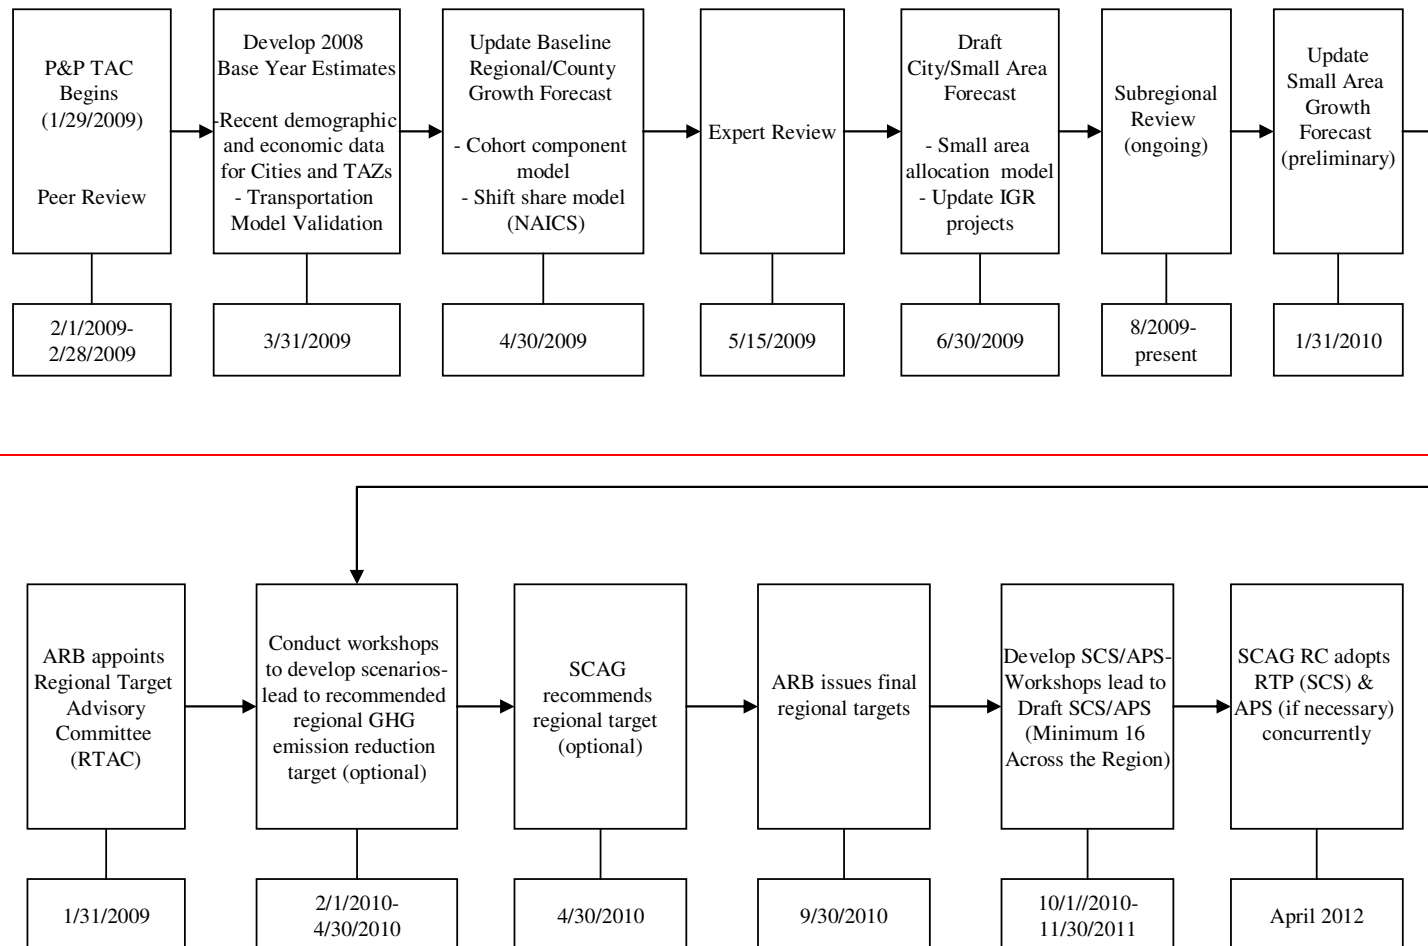 P&P TAC
Begins
(1/29/2009)
Peer Review
2/1/2009-
2/28/2009
Develop 2008
Base Year Estimates
-Recent demographic
and economic data
for Cities and TAZs
- Transportation
Model Validation
3/31/2009
Update Baseline
Regional/County
Growth Forecast
- Cohort component
model
- Shift share model
(NAICS)
4/30/2009
Expert Review
5/15/2009
Draft
City/Small Area
Forecast
- Small area
allocation model
- Update IGR
projects
6/30/2009
Subregional
Review
(ongoing)
8/2009-
present
Update
Small Area
Growth
Forecast
(preliminary)
1/31/2010
ARB appoints
Regional Target
Advisory
Committee
(RTAC)
1/31/2009
Conduct workshops
to develop scenarios-
lead to recommended
regional GHG
emission reduction
target (optional)
2/1/2010-
4/30/2010
SCAG
recommends
regional target
(optional)
4/30/2010
ARB issues final
regional targets
9/30/2010
Develop SCS/APS-
Workshops lead to
Draft SCS/APS
(Minimum 16
Across the Region)
10/1//2010-
11/30/2011
SCAG RC adopts
RTP (SCS) &
APS (if necessary)
concurrently
April 2012